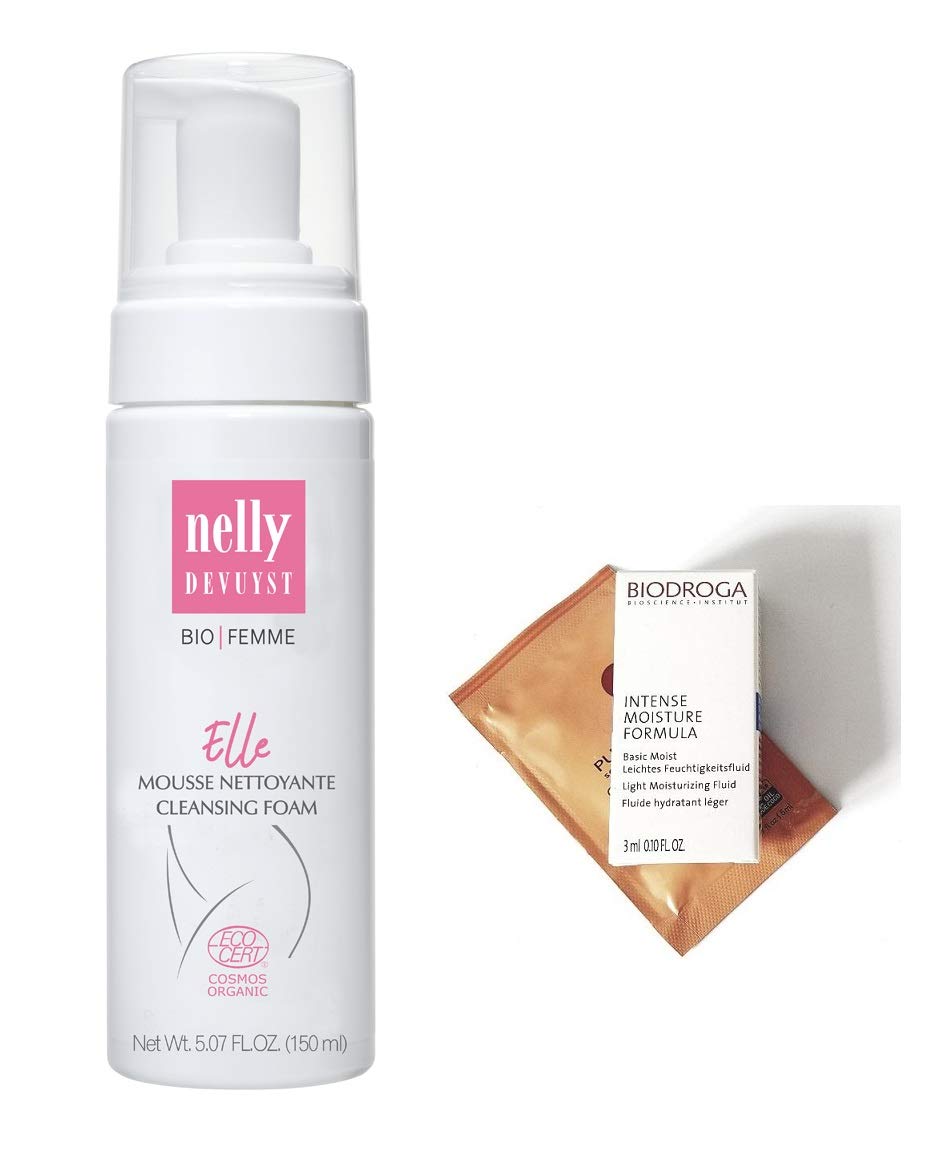 nelly
DEVUYST
BIO|FEMME
Elle
MOUSSE NETTOYANTE
CLEANSING FOAM
ECO
CERT
COSMOS
ORGANIC
Net Wt. 5.07 FL.OZ. (150 ml)
BIODROGA
BIOSCIENCE·INSTITUT
INTENSE
MOISTURE
FORMULA
Basic Moist
Leichtes Feuchtigkeitsfluid
Light Moisturizing Fluid
Fluide hydratant léger
3 ml 0.10 FL.OZ.